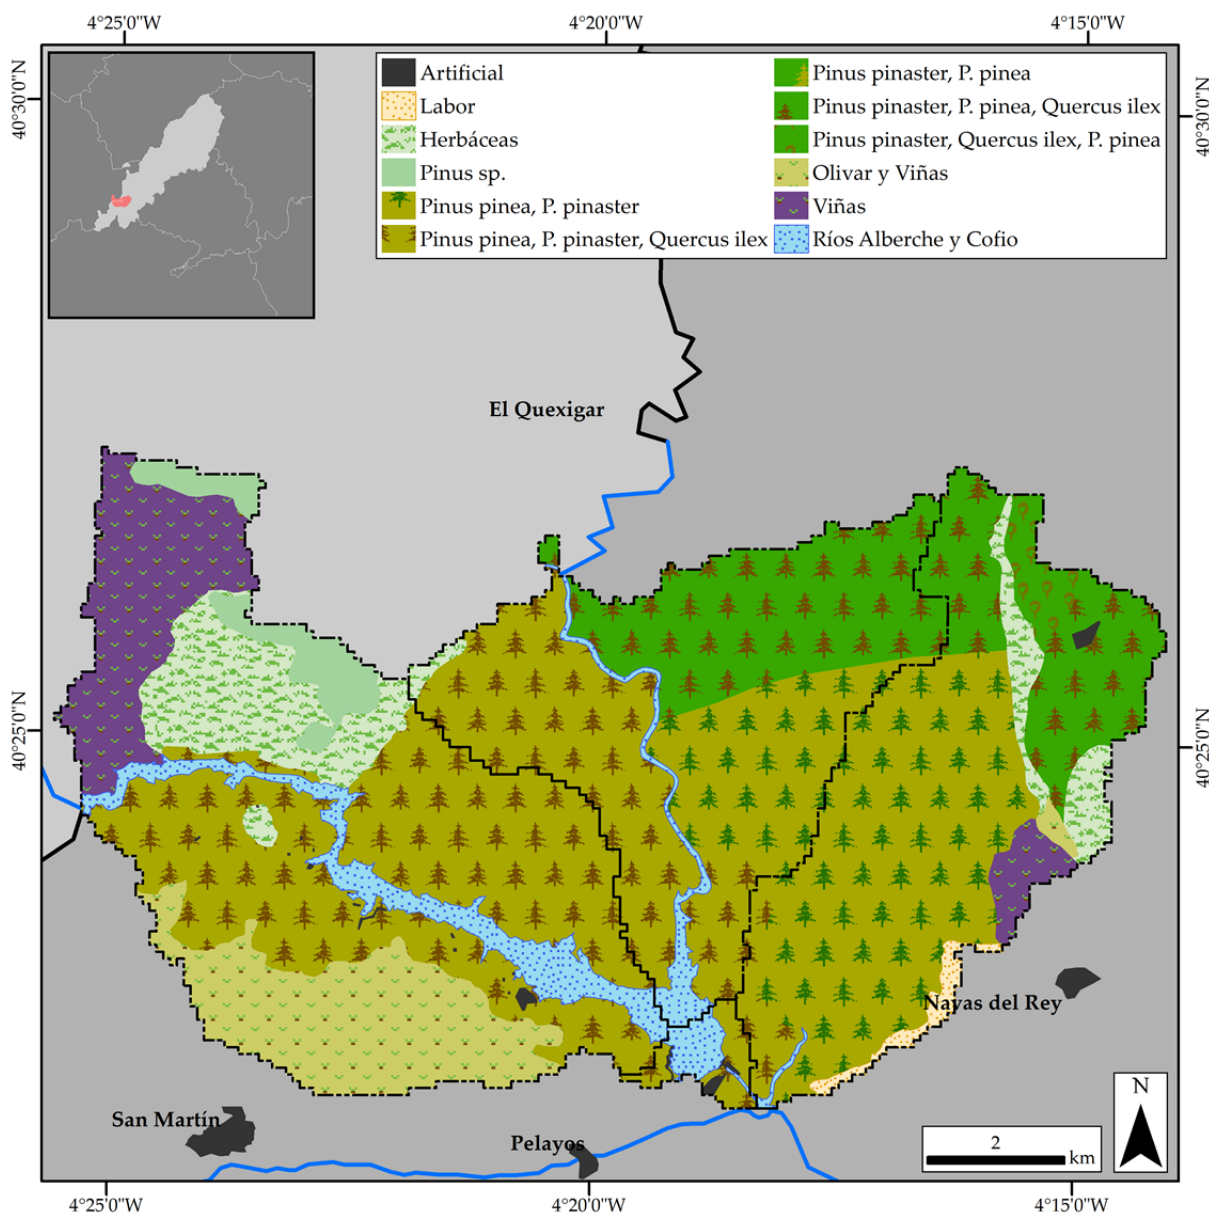 4°25'0"W
4°20'0"W
4°15'0"W
40°30'0"N
40°30'0"N
Artificial
Labor
Herbáceas
Pinus sp.
Pinus pinea, P. pinaster
Pinus pinea, P. pinaster, Quercus ilex
Pinus pinaster, P. pinea
Pinus pinaster, P. pinea, Quercus ilex
Pinus pinaster, Quercus ilex, P. pinea
Olivar y Viñas
Viñas
Ríos Alberche y Cofio
El Quexigar
40°25'0"N
40°25'0"N
Navas del Rey
San Martín
Pelayos
2
km
N
4°25'0"W
4°20'0"W
4°15'0"W